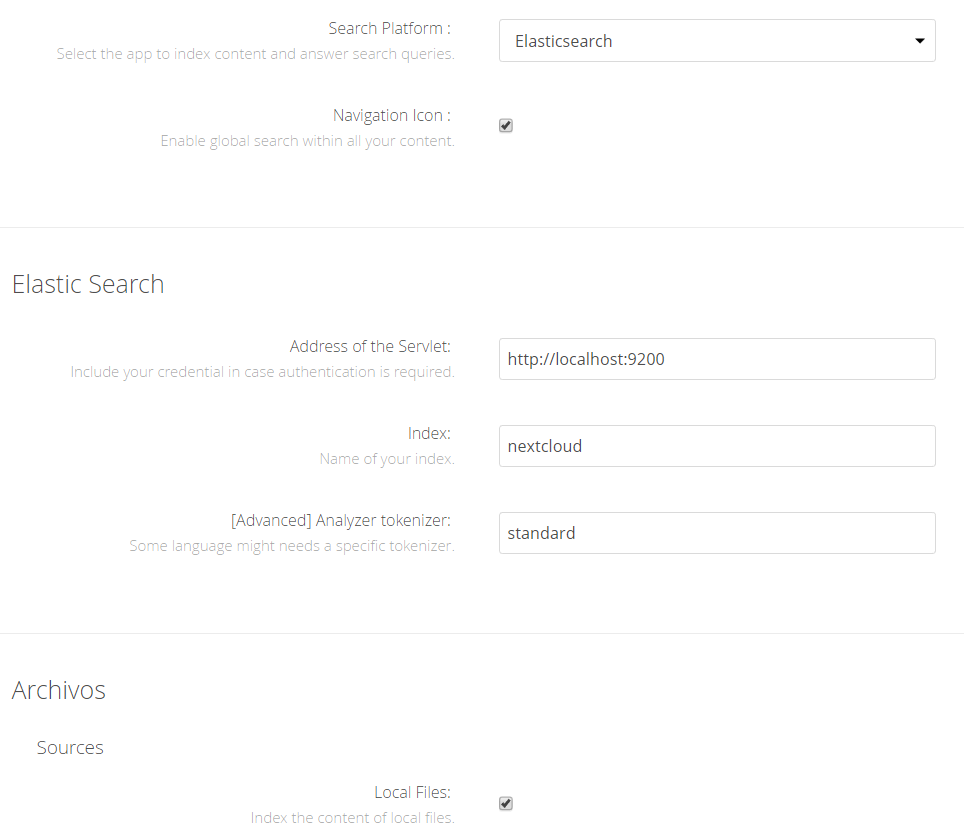 Search Platform :
Select the app to index content and answer search queries.
Elasticsearch
Navigation Icon :
Enable global search within all your content.
Elastic Search
Address of the Servlet:
Include your credential in case authentication is required.
http://localhost:9200
Index:
Name of your index.
nextcloud
[Advanced] Analyzer tokenizer:
Some language might needs a specific tokenizer.
standard
Archivos
Sources
Local Files:
Index the content of local files.